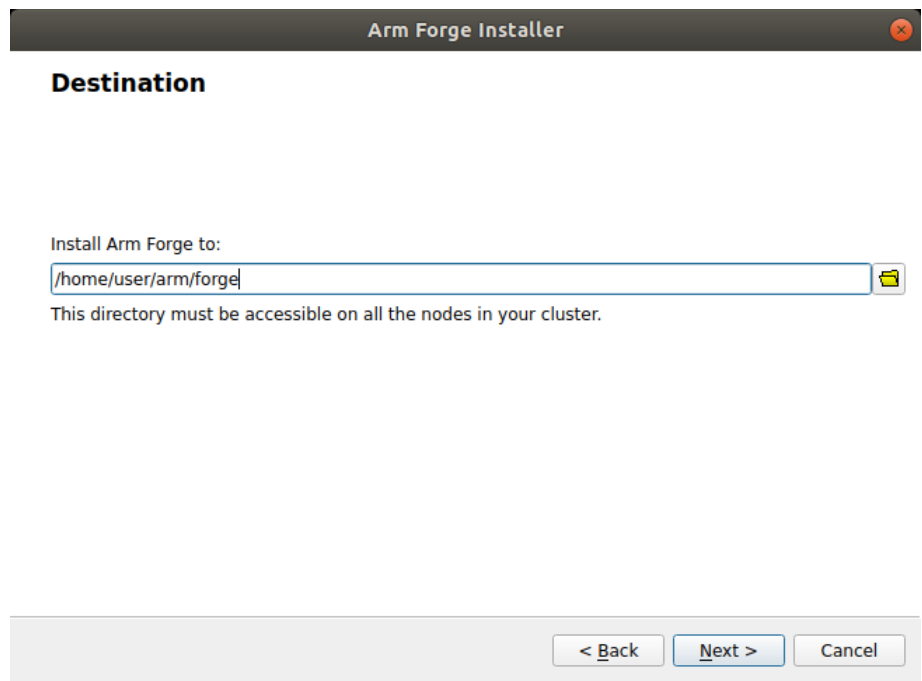 Arm Forge Installer
Destination
Install Arm Forge to:
/home/user/arm/forge
This directory must be accessible on all the nodes in your cluster.
< Back Next > Cancel